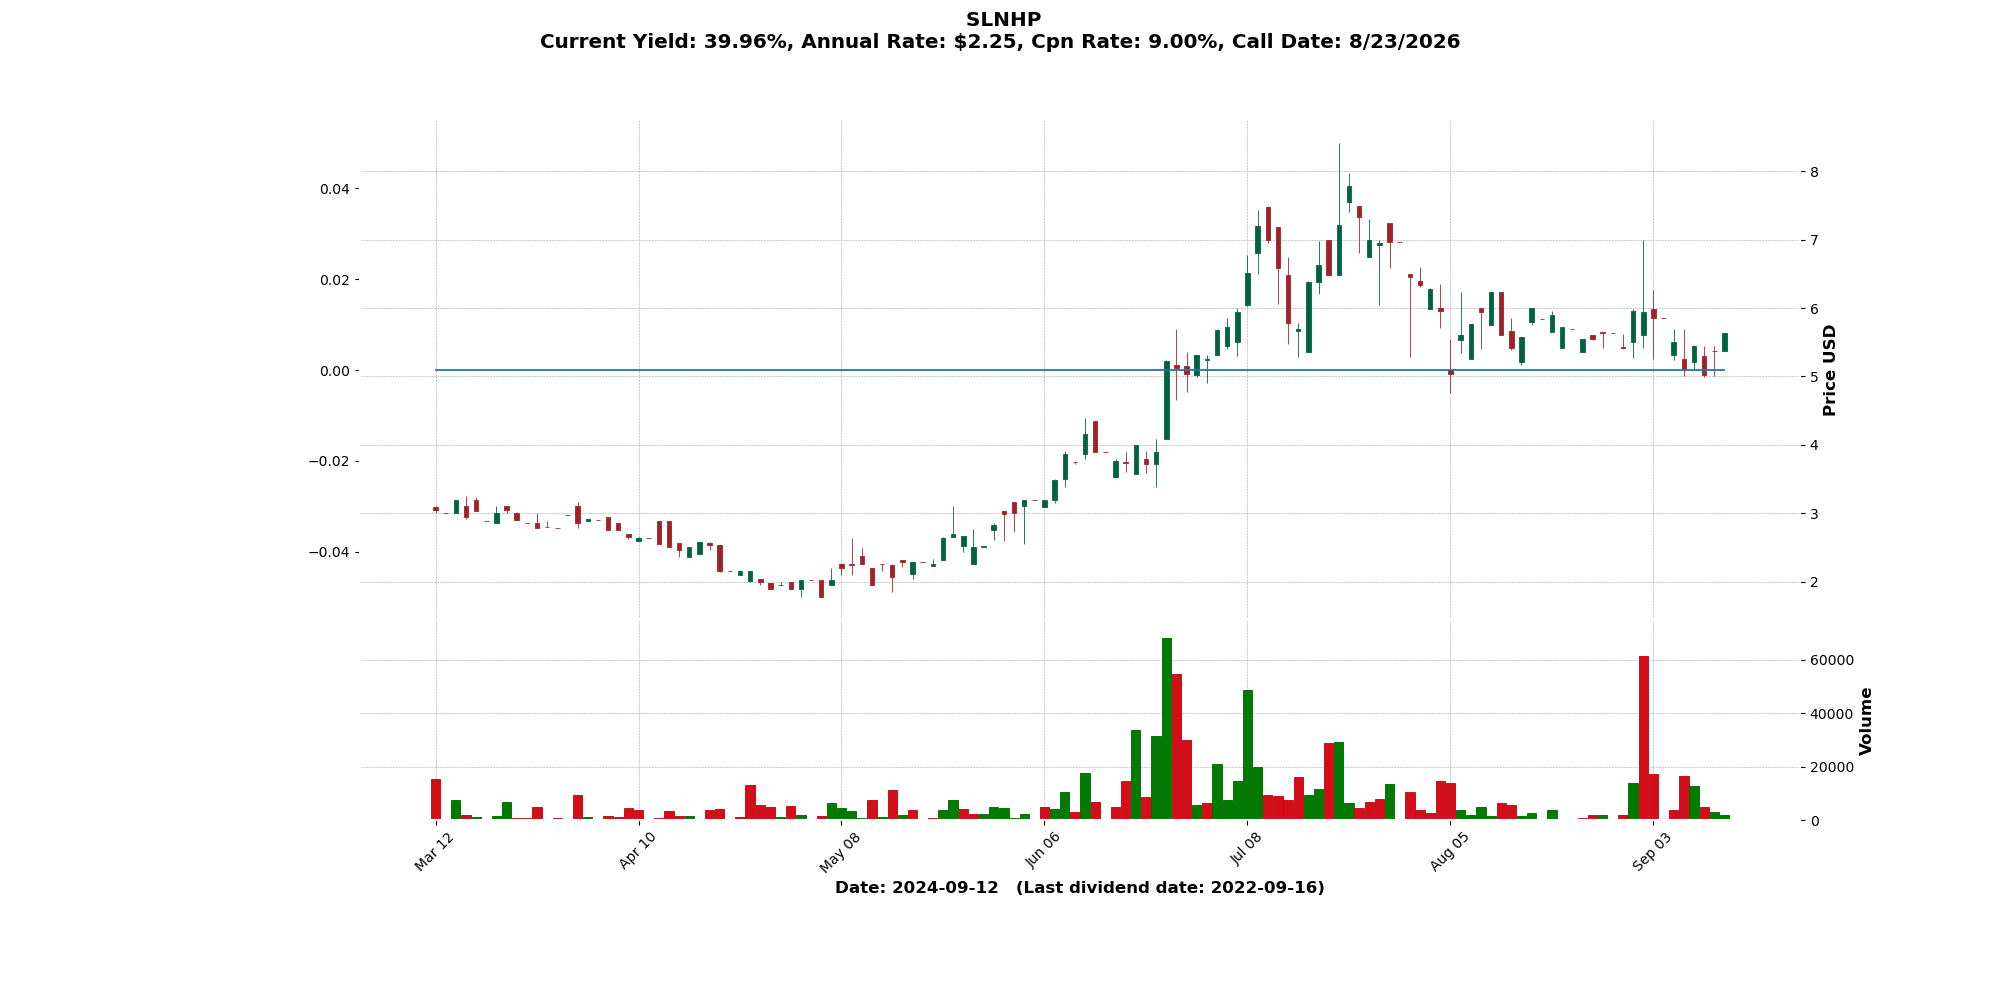 SLNHP
Current Yield: 39.96%, Annual Rate: $2.25, Cpn Rate: 9.00%, Call Date: 8/23/2026
0.04
0.02
0.00
−0.02
−0.04
8
7
6
5
4
3
2
Price USD
60000
40000
20000
0
Volume
Mar 12
Apr 10
May 08
Jun 06
Jul 08
Aug 05
Sep 03
Date: 2024-09-12 (Last dividend date: 2022-09-16)